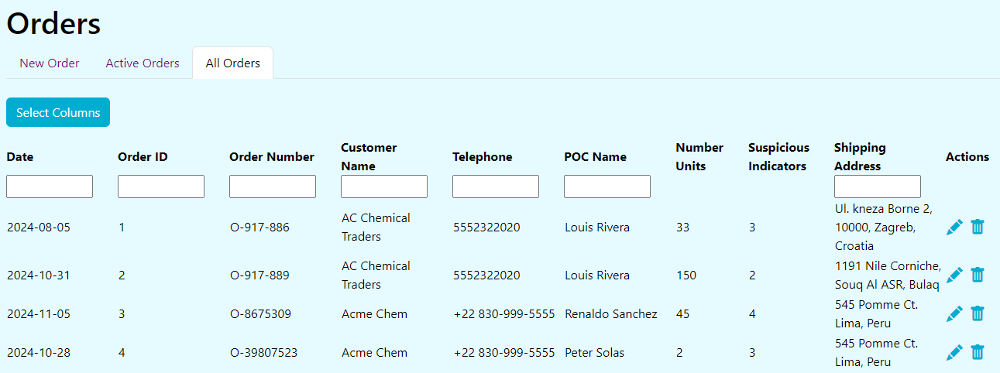 Orders
New Order Active Orders All Orders
Select Columns
Date Order ID Order Number Customer Name Telephone POC Name Number Units Suspicious Indicators Shipping Address Actions
2024-08-05 1 O-917-886 AC Chemical Traders 5552322020 Louis Rivera 33 3 Ul. kneza Borne 2, 10000, Zagreb, Croatia
2024-10-31 2 O-917-889 AC Chemical Traders 5552322020 Louis Rivera 150 2 1191 Nile Corniche, Souq Al ASR, Bulaq
2024-11-05 3 O-8675309 Acme Chem +22 830-999-5555 Renaldo Sanchez 45 4 545 Pomme Ct. Lima, Peru
2024-10-28 4 O-39807523 Acme Chem +22 830-999-5555 Peter Solas 2 3 545 Pomme Ct. Lima, Peru